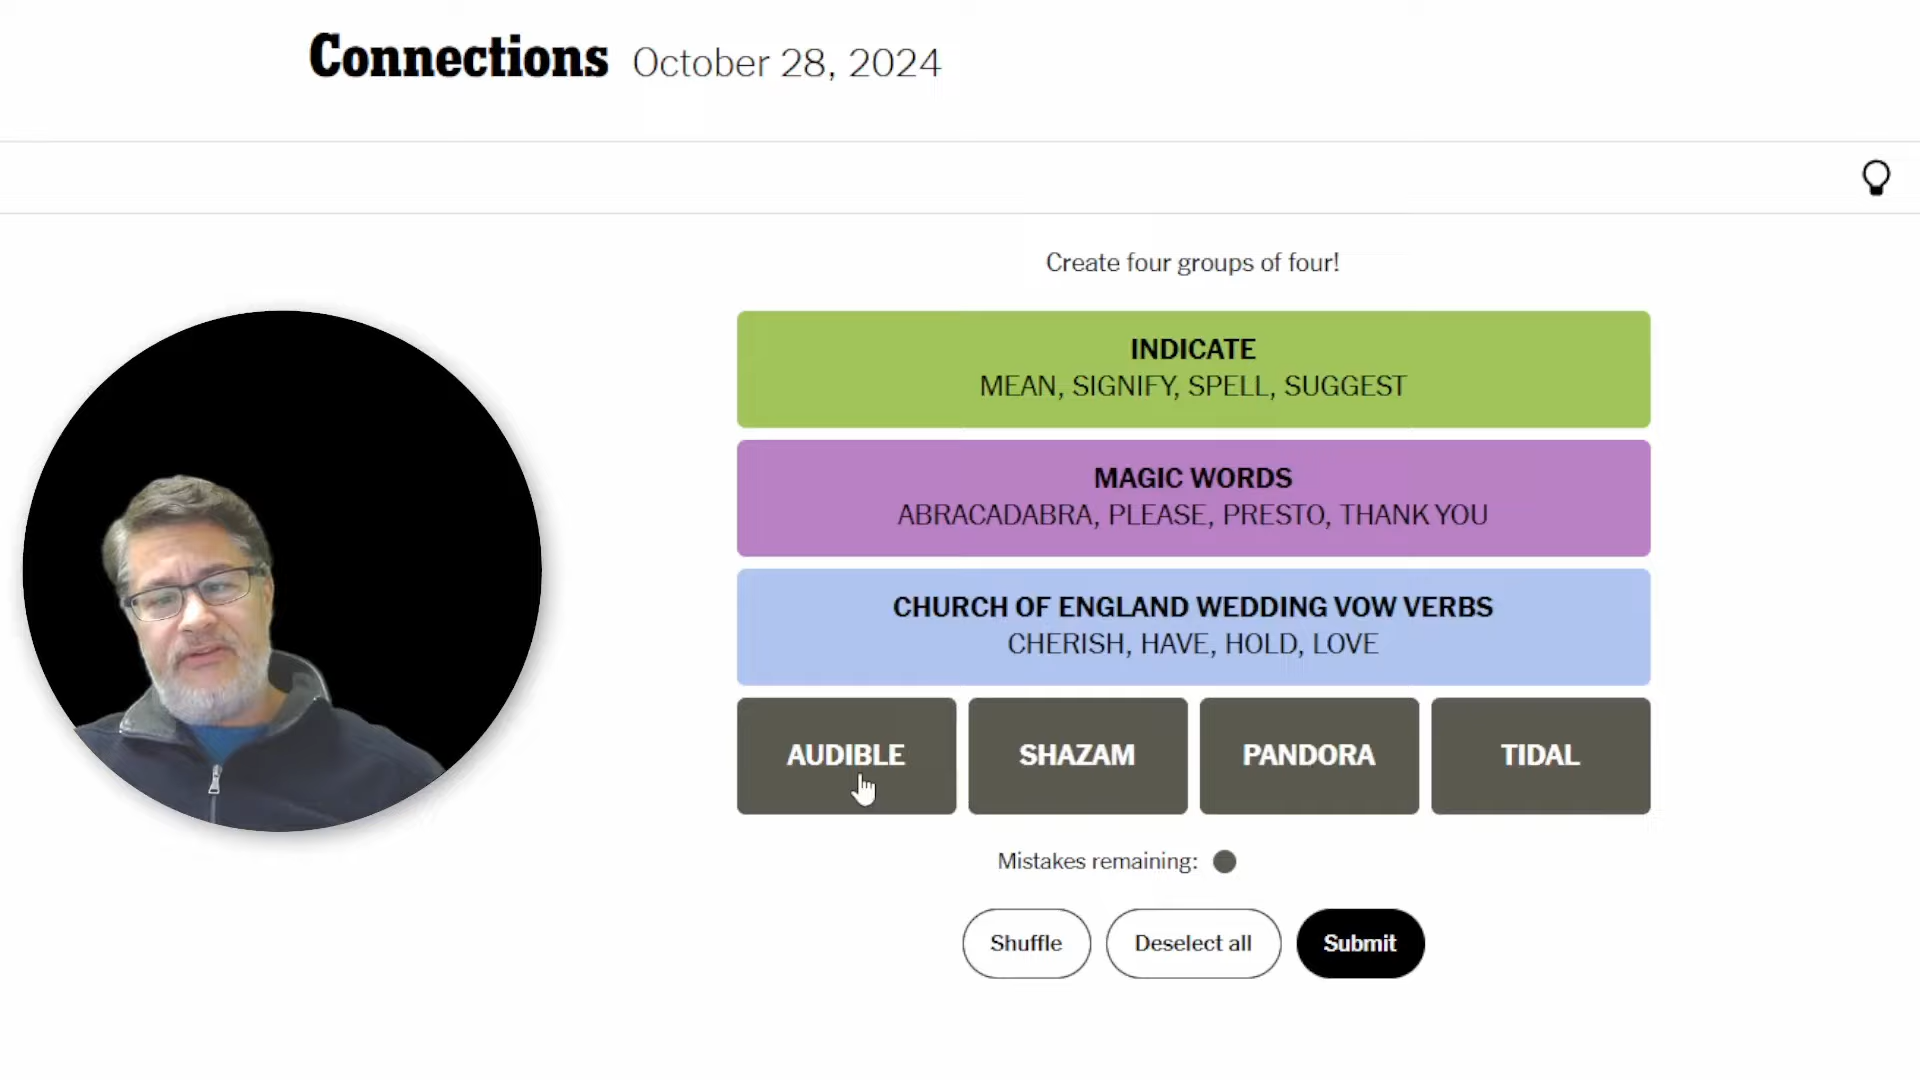 Connections October 28, 2024
Create four groups of four!
INDICATE
MEAN, SIGNIFY, SPELL, SUGGEST
MAGIC WORDS
ABRACADABRA, PLEASE, PRESTO, THANK YOU
CHURCH OF ENGLAND WEDDING VOW VERBS
CHERISH, HAVE, HOLD, LOVE
AUDIBLE SHAZAM PANDORA TIDAL
Mistakes remaining:
Shuffle Deselect all Submit